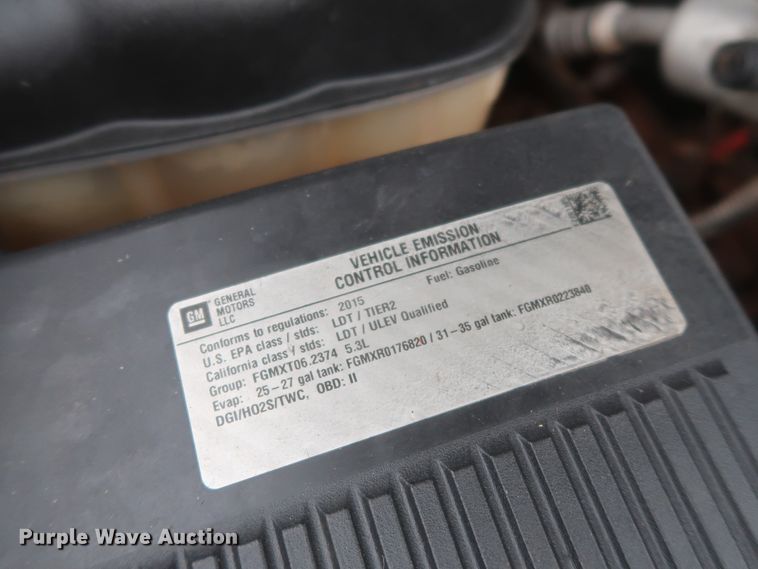 VEHICLE EMISSION
CONTROL INFORMATION
GM
GENERAL
MOTORS
LLC
Conforms to regulations: 2015 Fuel: Gasoline
U.S. EPA class / stds: LDT / TIER2
California class / stds: LDT / ULEV Qualified
Group: FGMXT06.2374 5.3L
Evap: 25-27 gal tank: FGMXR0176820 / 31-35 gal tank: FGMXR0223840
DGI/HO2S/TWC, OBD: II
Purple Wave Auction